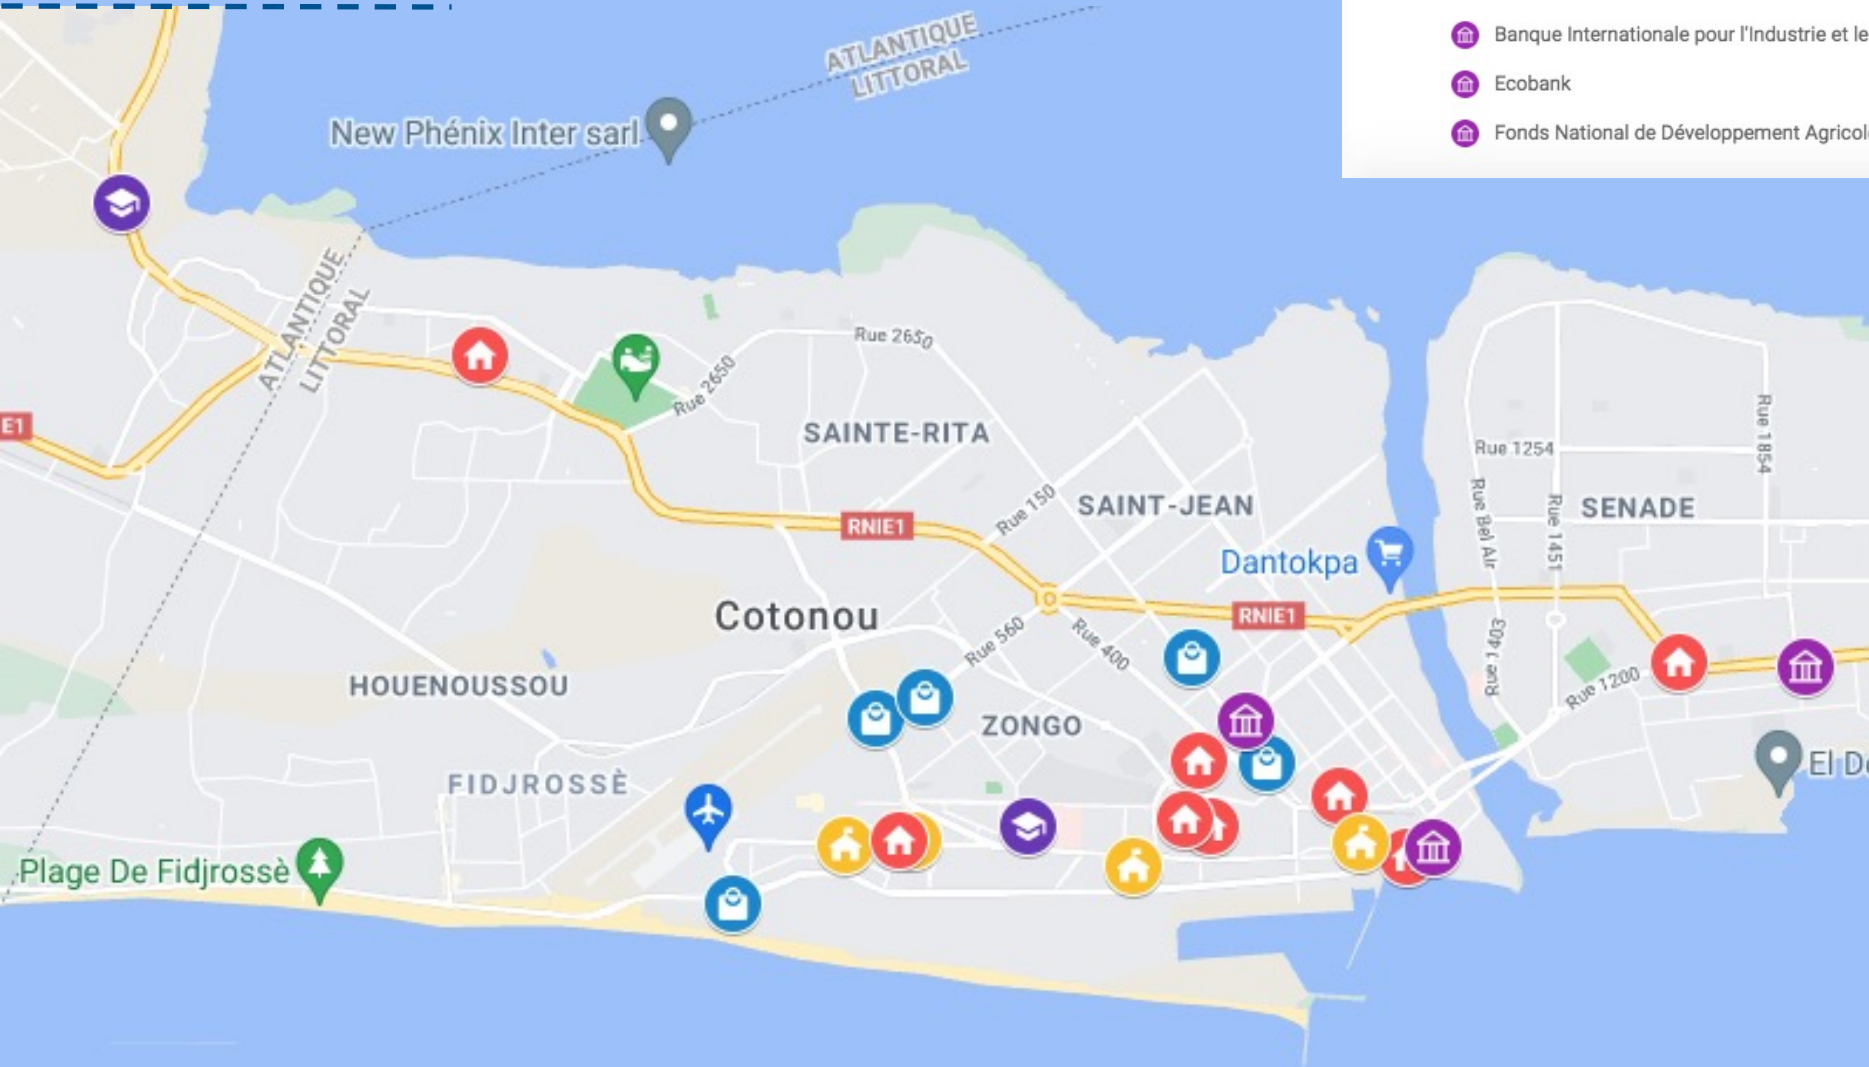 Banque Internationale pour l'Industrie et le
Ecobank
Fonds National de Développement Agricol
ATLANTIQUE
LITTORAL
New Phénix Inter sarl
ATLANTIQUE
LITTORAL
Rue 2650
Rue 2650
E1
SAINTE-RITA
Rue 1854
Rue 1254
Rue 150
SAINT-JEAN
Rue Bel Air
Rue 1451
SENADE
RNIE1
Dantokpa
Cotonou
RNIE1
Rue 560
Rue 400
Rue 1403
HOUENOUSSOU
Rue 1200
ZONGO
FIDJROSSÈ
El D
Plage De Fidjrossè